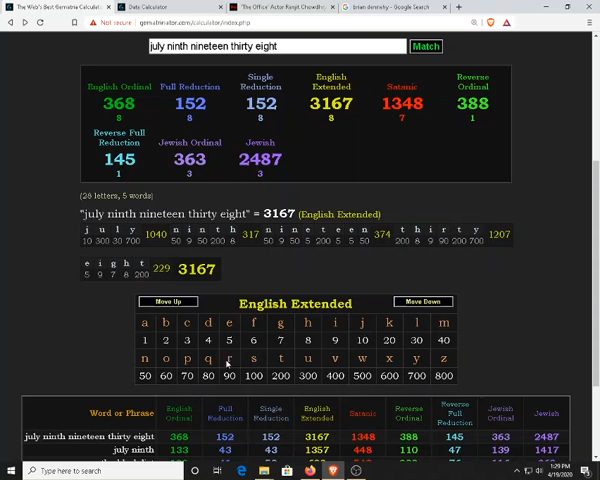 The Web's Best Gematria Calculat
Date Calculator
"The Office" Actor Ranjit Chowdh
brian dennehy - Google Search
Not secure gematrinator.com/calculator/index.php
july ninth nineteen thirty eight Match
English Ordinal Full Reduction Single Reduction English Extended Satanic Reverse Ordinal
368 152 152 3167 1348 388
8 8 8 8 7 1
Reverse Full Reduction Jewish Ordinal Jewish
145 363 2487
1 3 3
(28 letters, 5 words)
"july ninth nineteen thirty eight" = 3167 (English Extended)
j u l y 1040 n i n t h 317 n i n e t e e n 374 t h i r t y 1207
10 300 30 700 50 9 50 200 8 50 9 50 5 200 5 5 50 200 8 9 90 200 700
e i g h t 229 3167
5 9 7 8 200
Move Up English Extended Move Down
a b c d e f g h i j k l m
1 2 3 4 5 6 7 8 9 10 20 30 40
n o p q r s t u v w x y z
50 60 70 80 90 100 200 300 400 500 600 700 800
Word or Phrase English Ordinal Full Reduction Single Reduction English Extended Satanic Reverse Ordinal Reverse Full Reduction Jewish Ordinal Jewish
july ninth nineteen thirty eight 368 152 152 3167 1348 388 145 363 2487
july ninth 133 43 43 1357 448 110 47 139 1417
Type here to search
1:29 PM
4/19/2020